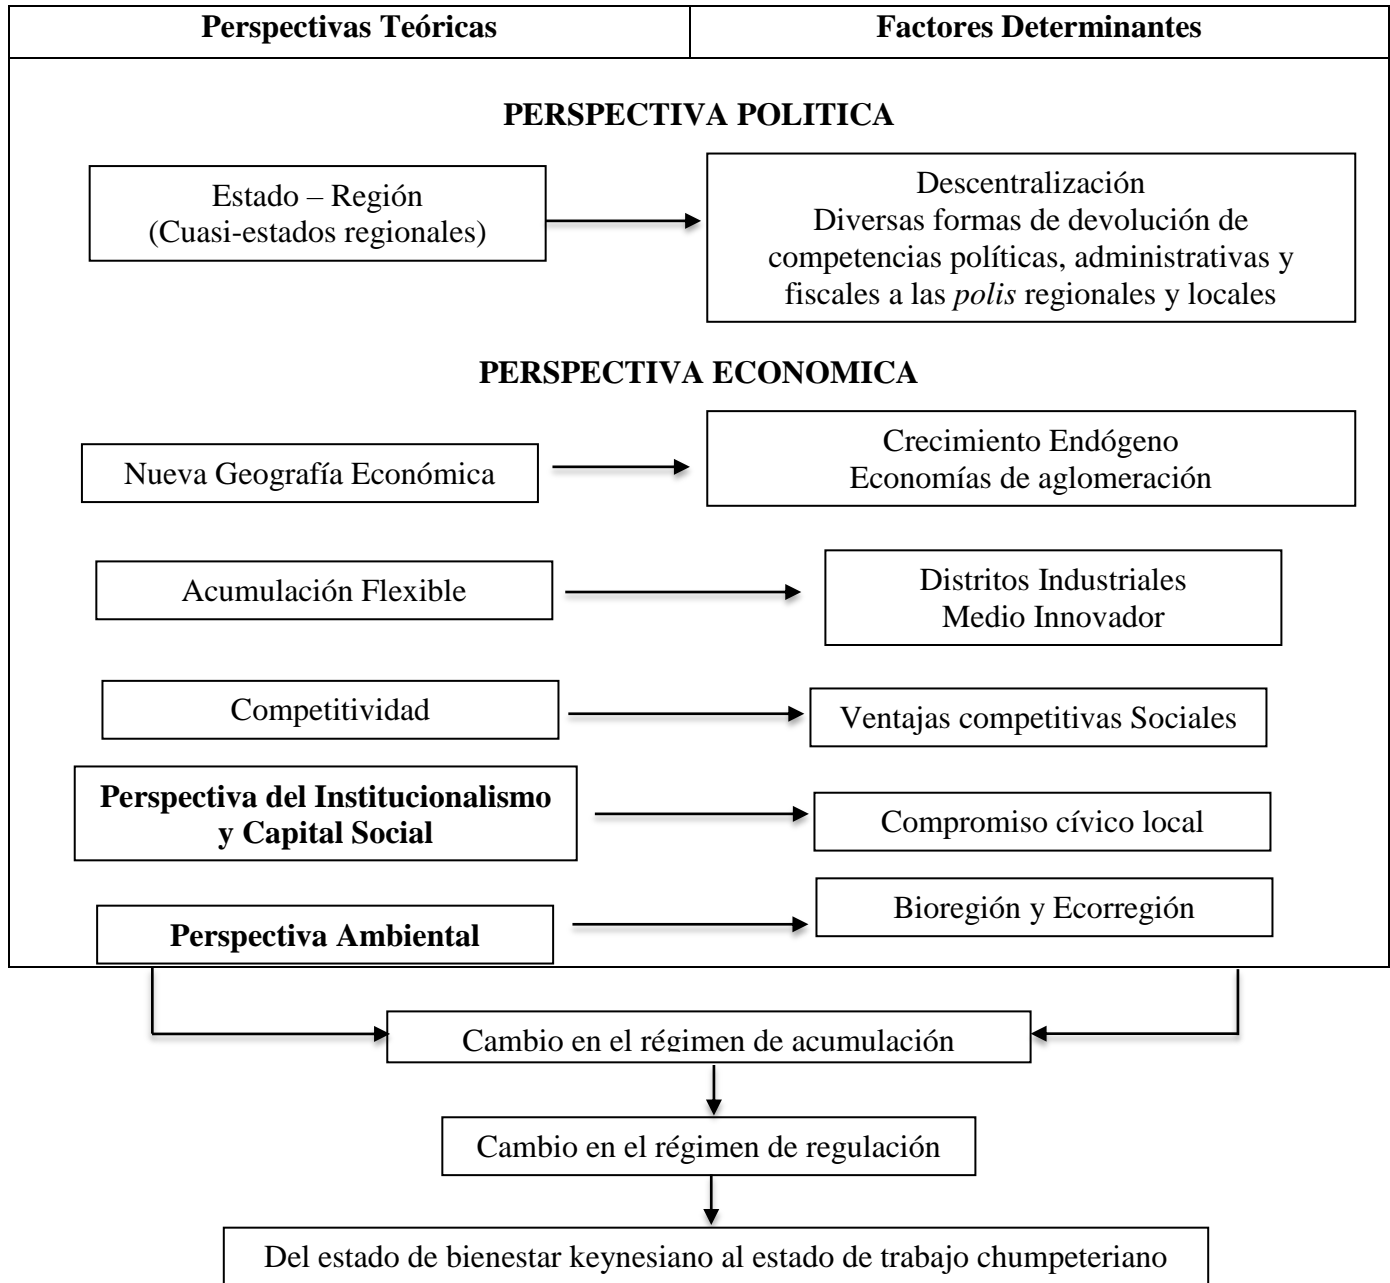 Perspectivas Teóricas
Factores Determinantes
PERSPECTIVA POLITICA
Estado – Región
(Cuasi-estados regionales)
Descentralización
Diversas formas de devolución de
competencias políticas, administrativas y
fiscales a las polis regionales y locales
PERSPECTIVA ECONOMICA
Nueva Geografía Económica
Crecimiento Endógeno
Economías de aglomeración
Acumulación Flexible
Distritos Industriales
Medio Innovador
Competitividad
Ventajas competitivas Sociales
Perspectiva del Institucionalismo
y Capital Social
Compromiso cívico local
Perspectiva Ambiental
Bioregión y Ecorregión
Cambio en el régimen de acumulación
Cambio en el régimen de regulación
Del estado de bienestar keynesiano al estado de trabajo chumpeteriano